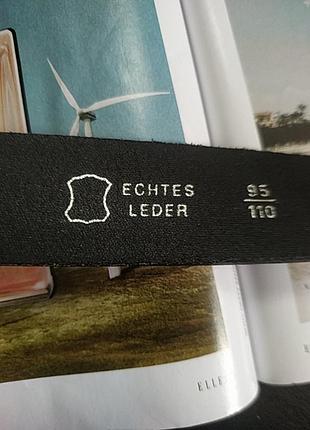 ECHTES
LEDER
95
110
ELLE